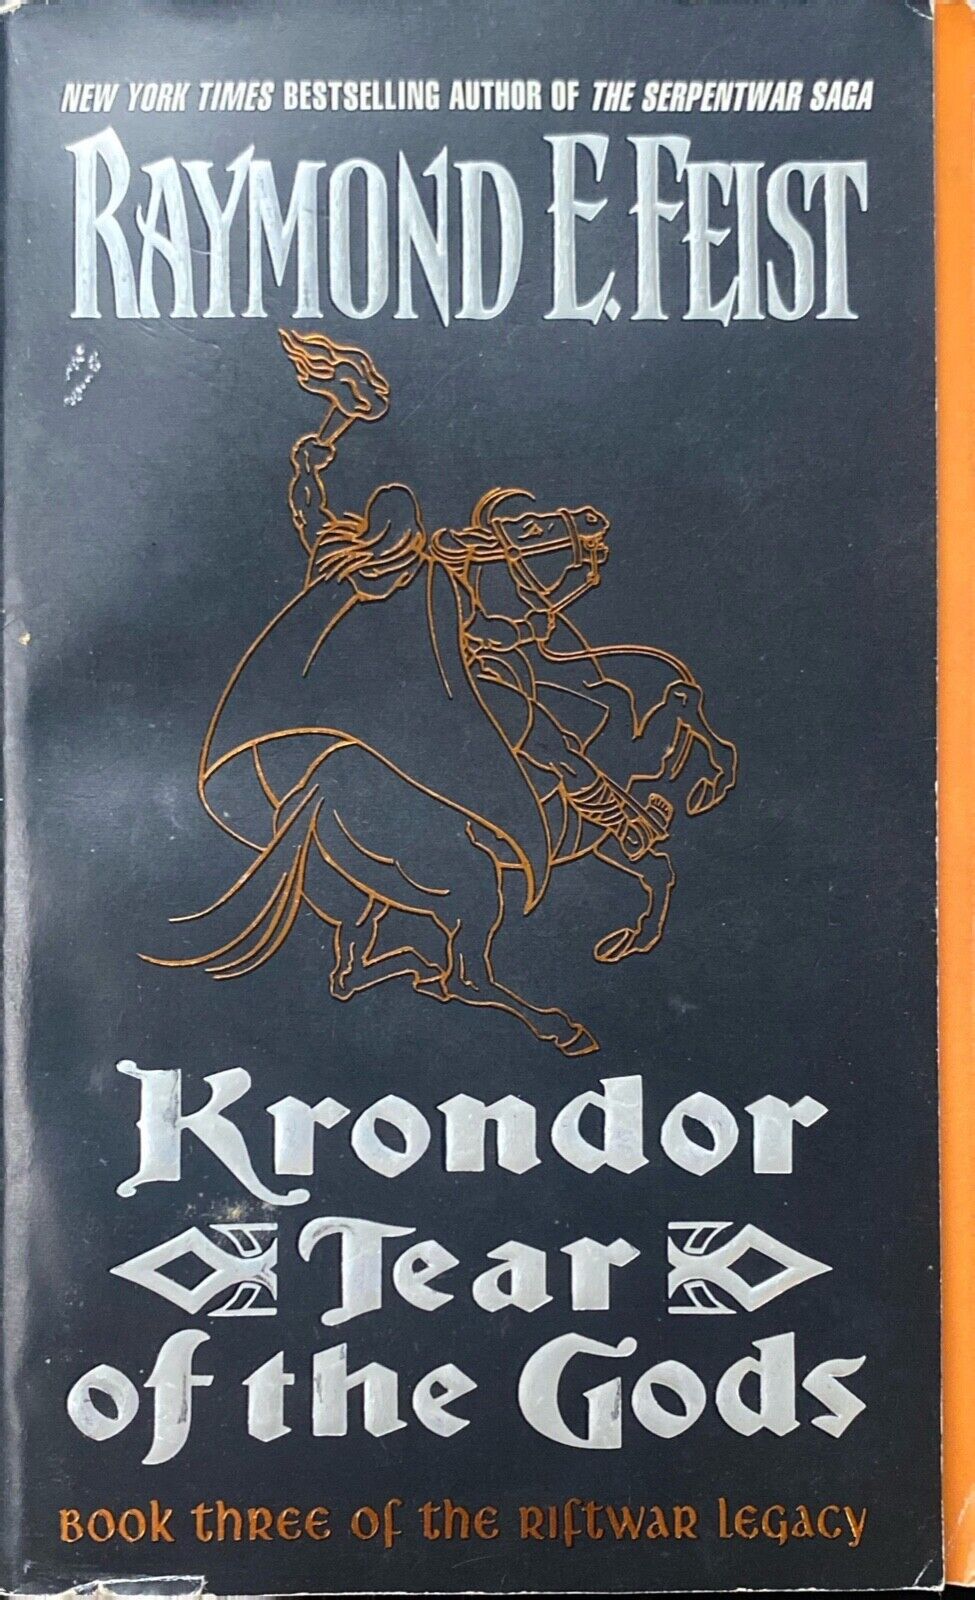 NEW YORK TIMES BESTSELLING AUTHOR OF THE SERPENTWAR SAGA
RAYMOND E. FEIST
Krondor
Tear
of the Gods
BOOK THREE OF THE RIFTWAR LEGACY